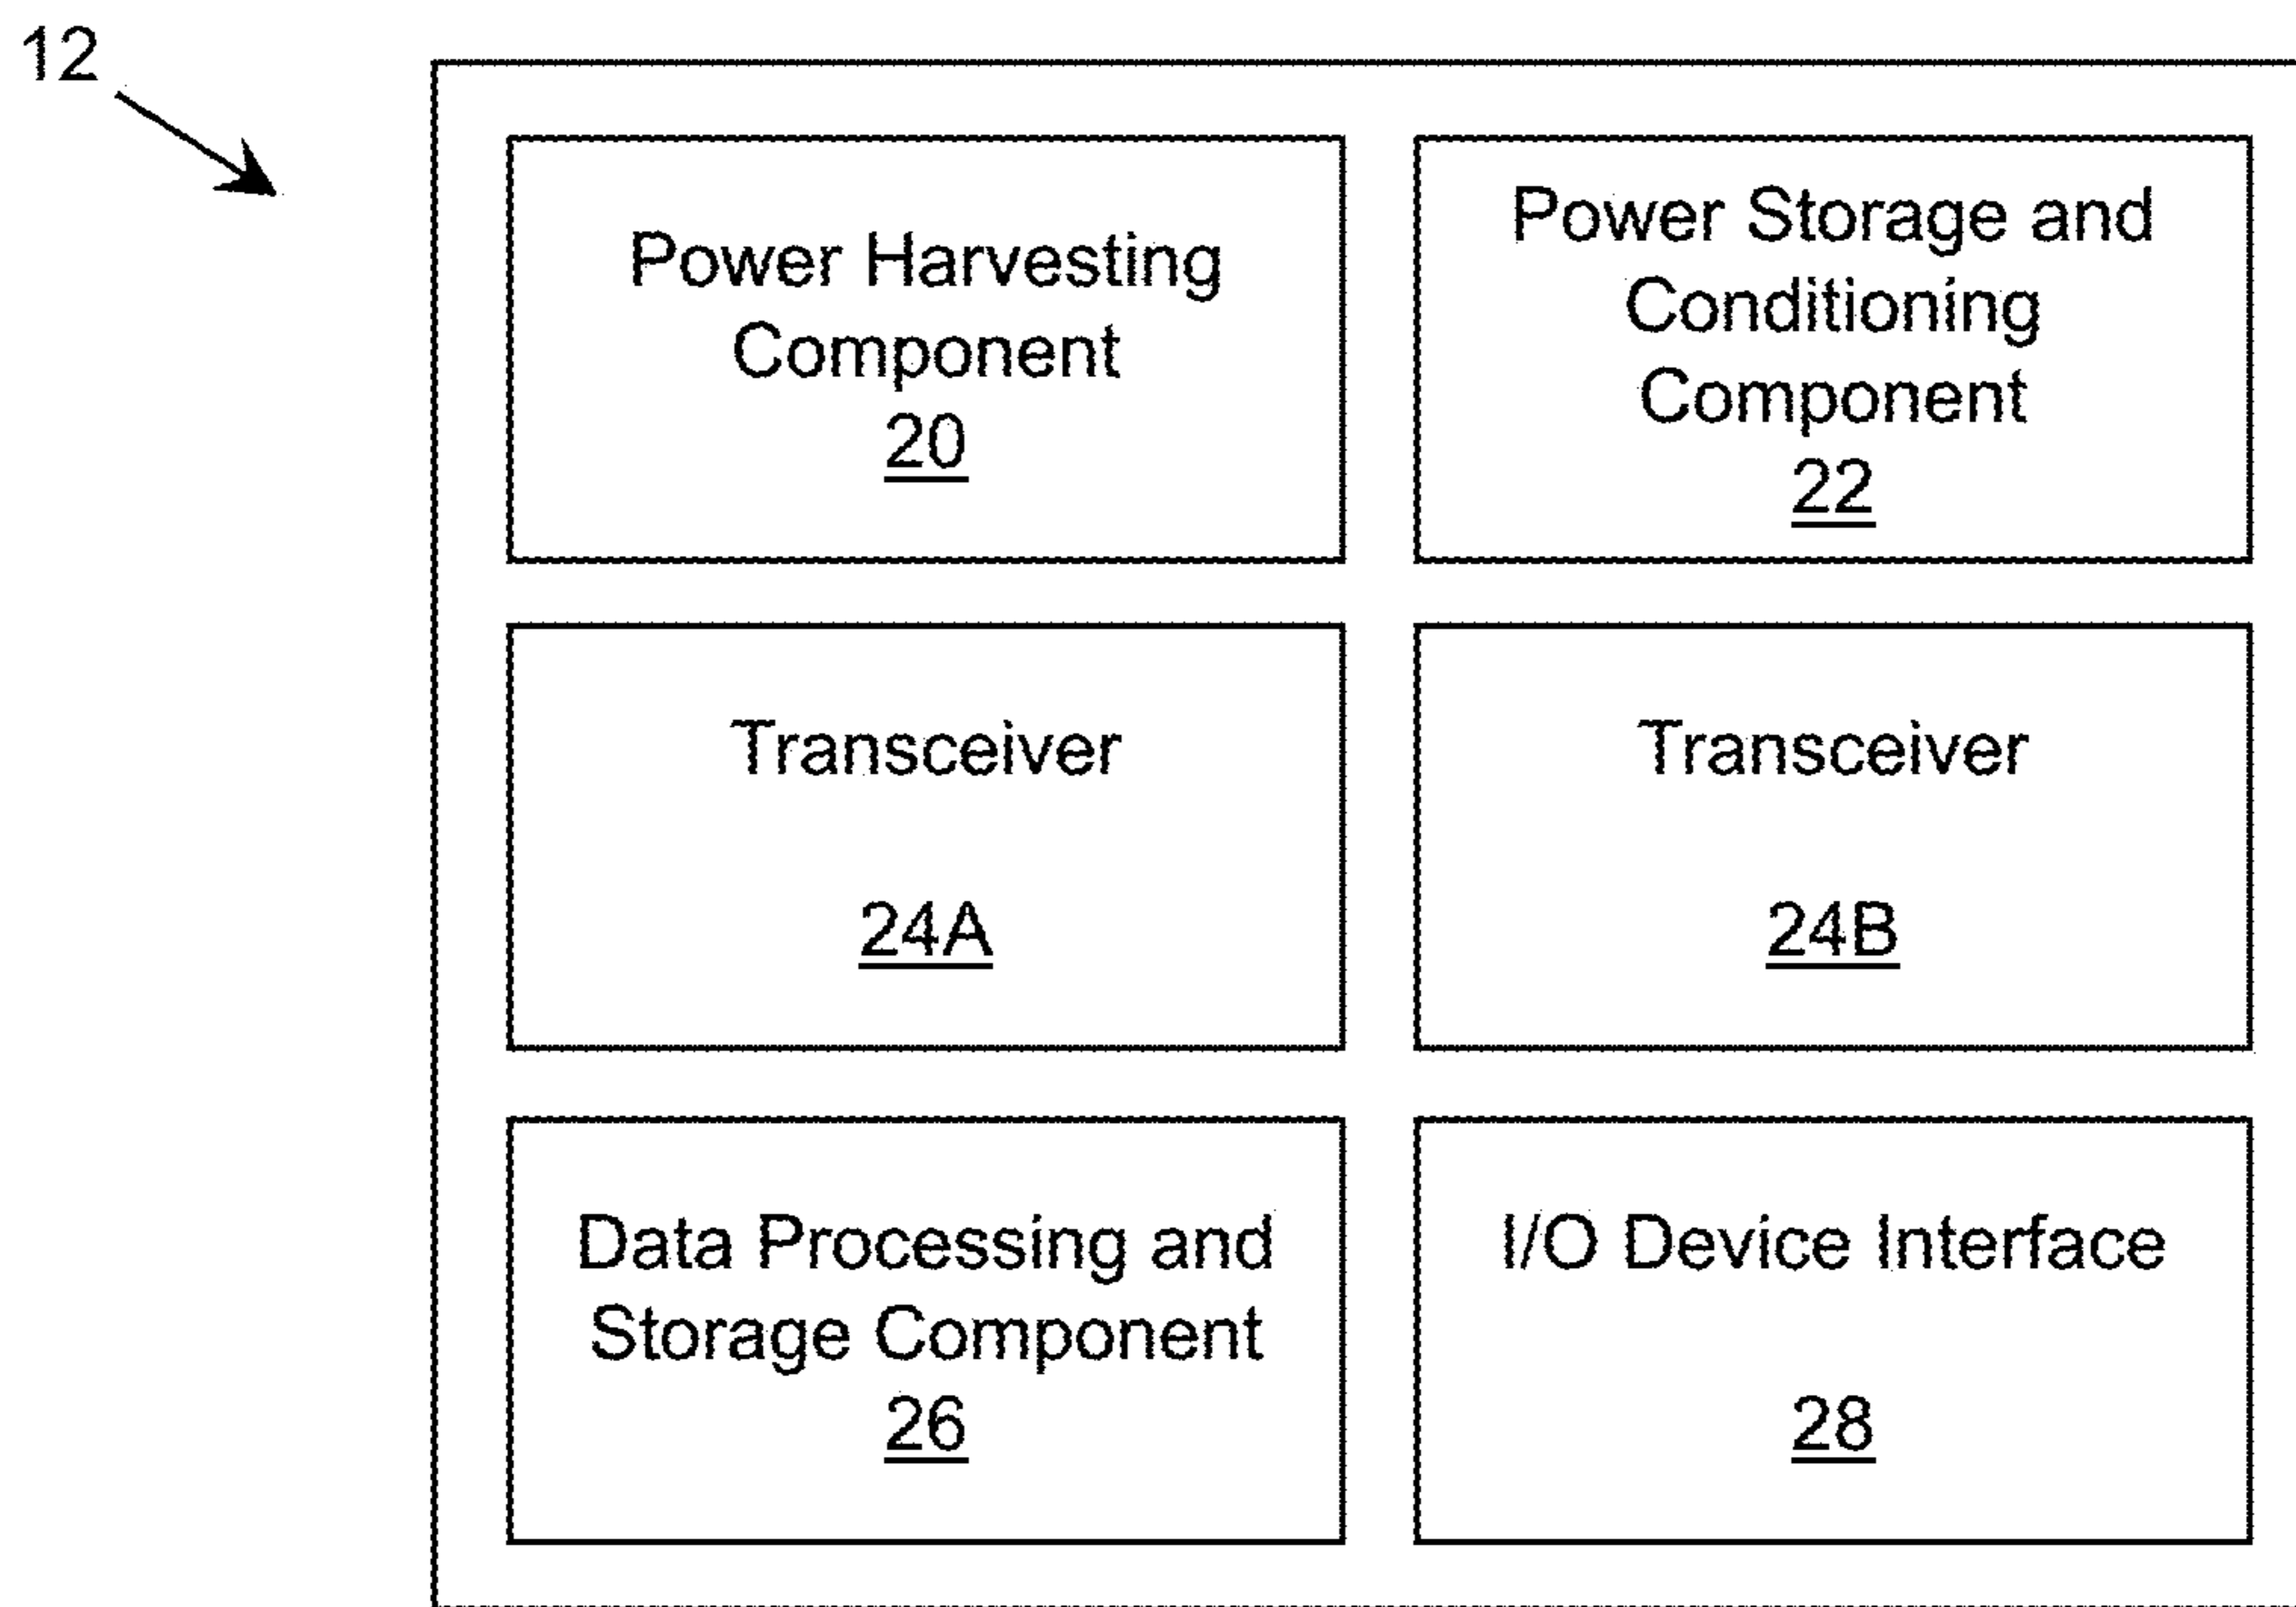 12
Power Harvesting
Component
20
Power Storage and
Conditioning
Component
22
Transceiver
24A
Transceiver
24B
Data Processing and
Storage Component
26
I/O Device Interface
28